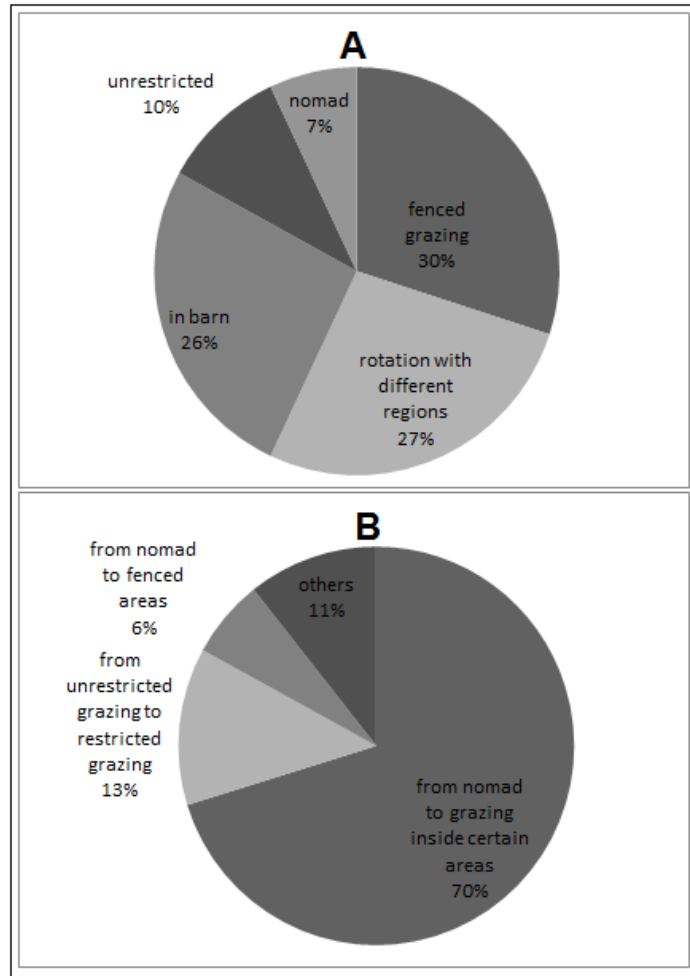 A
unrestricted
10%
nomad
7%
fenced
grazing
30%
in barn
26%
rotation with
different
regions
27%
B
from nomad
to fenced
areas
6%
others
11%
from
unrestricted
grazing to
restricted
grazing
13%
from nomad
to grazing
inside certain
areas
70%